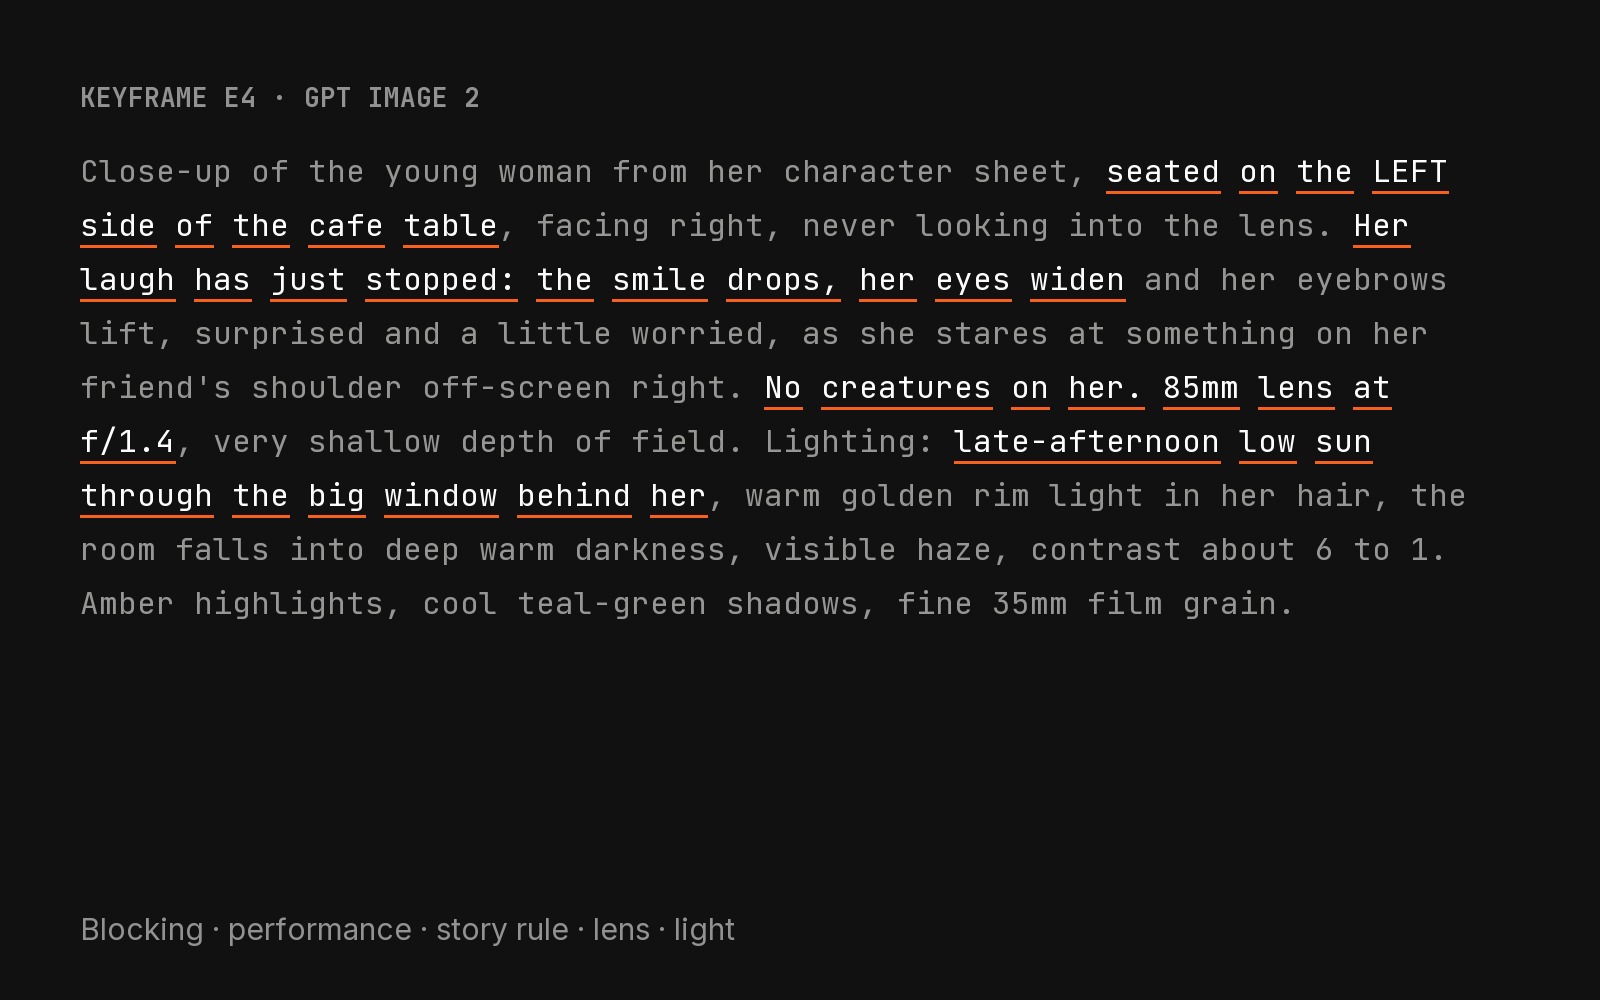 KEYFRAME E4 · GPT IMAGE 2
Close-up of the young woman from her character sheet, seated on the LEFT
side of the cafe table, facing right, never looking into the lens. Her
laugh has just stopped: the smile drops, her eyes widen and her eyebrows
lift, surprised and a little worried, as she stares at something on her
friend's shoulder off-screen right. No creatures on her. 85mm lens at
f/1.4, very shallow depth of field. Lighting: late-afternoon low sun
through the big window behind her, warm golden rim light in her hair, the
room falls into deep warm darkness, visible haze, contrast about 6 to 1.
Amber highlights, cool teal-green shadows, fine 35mm film grain.
Blocking · performance · story rule · lens · light